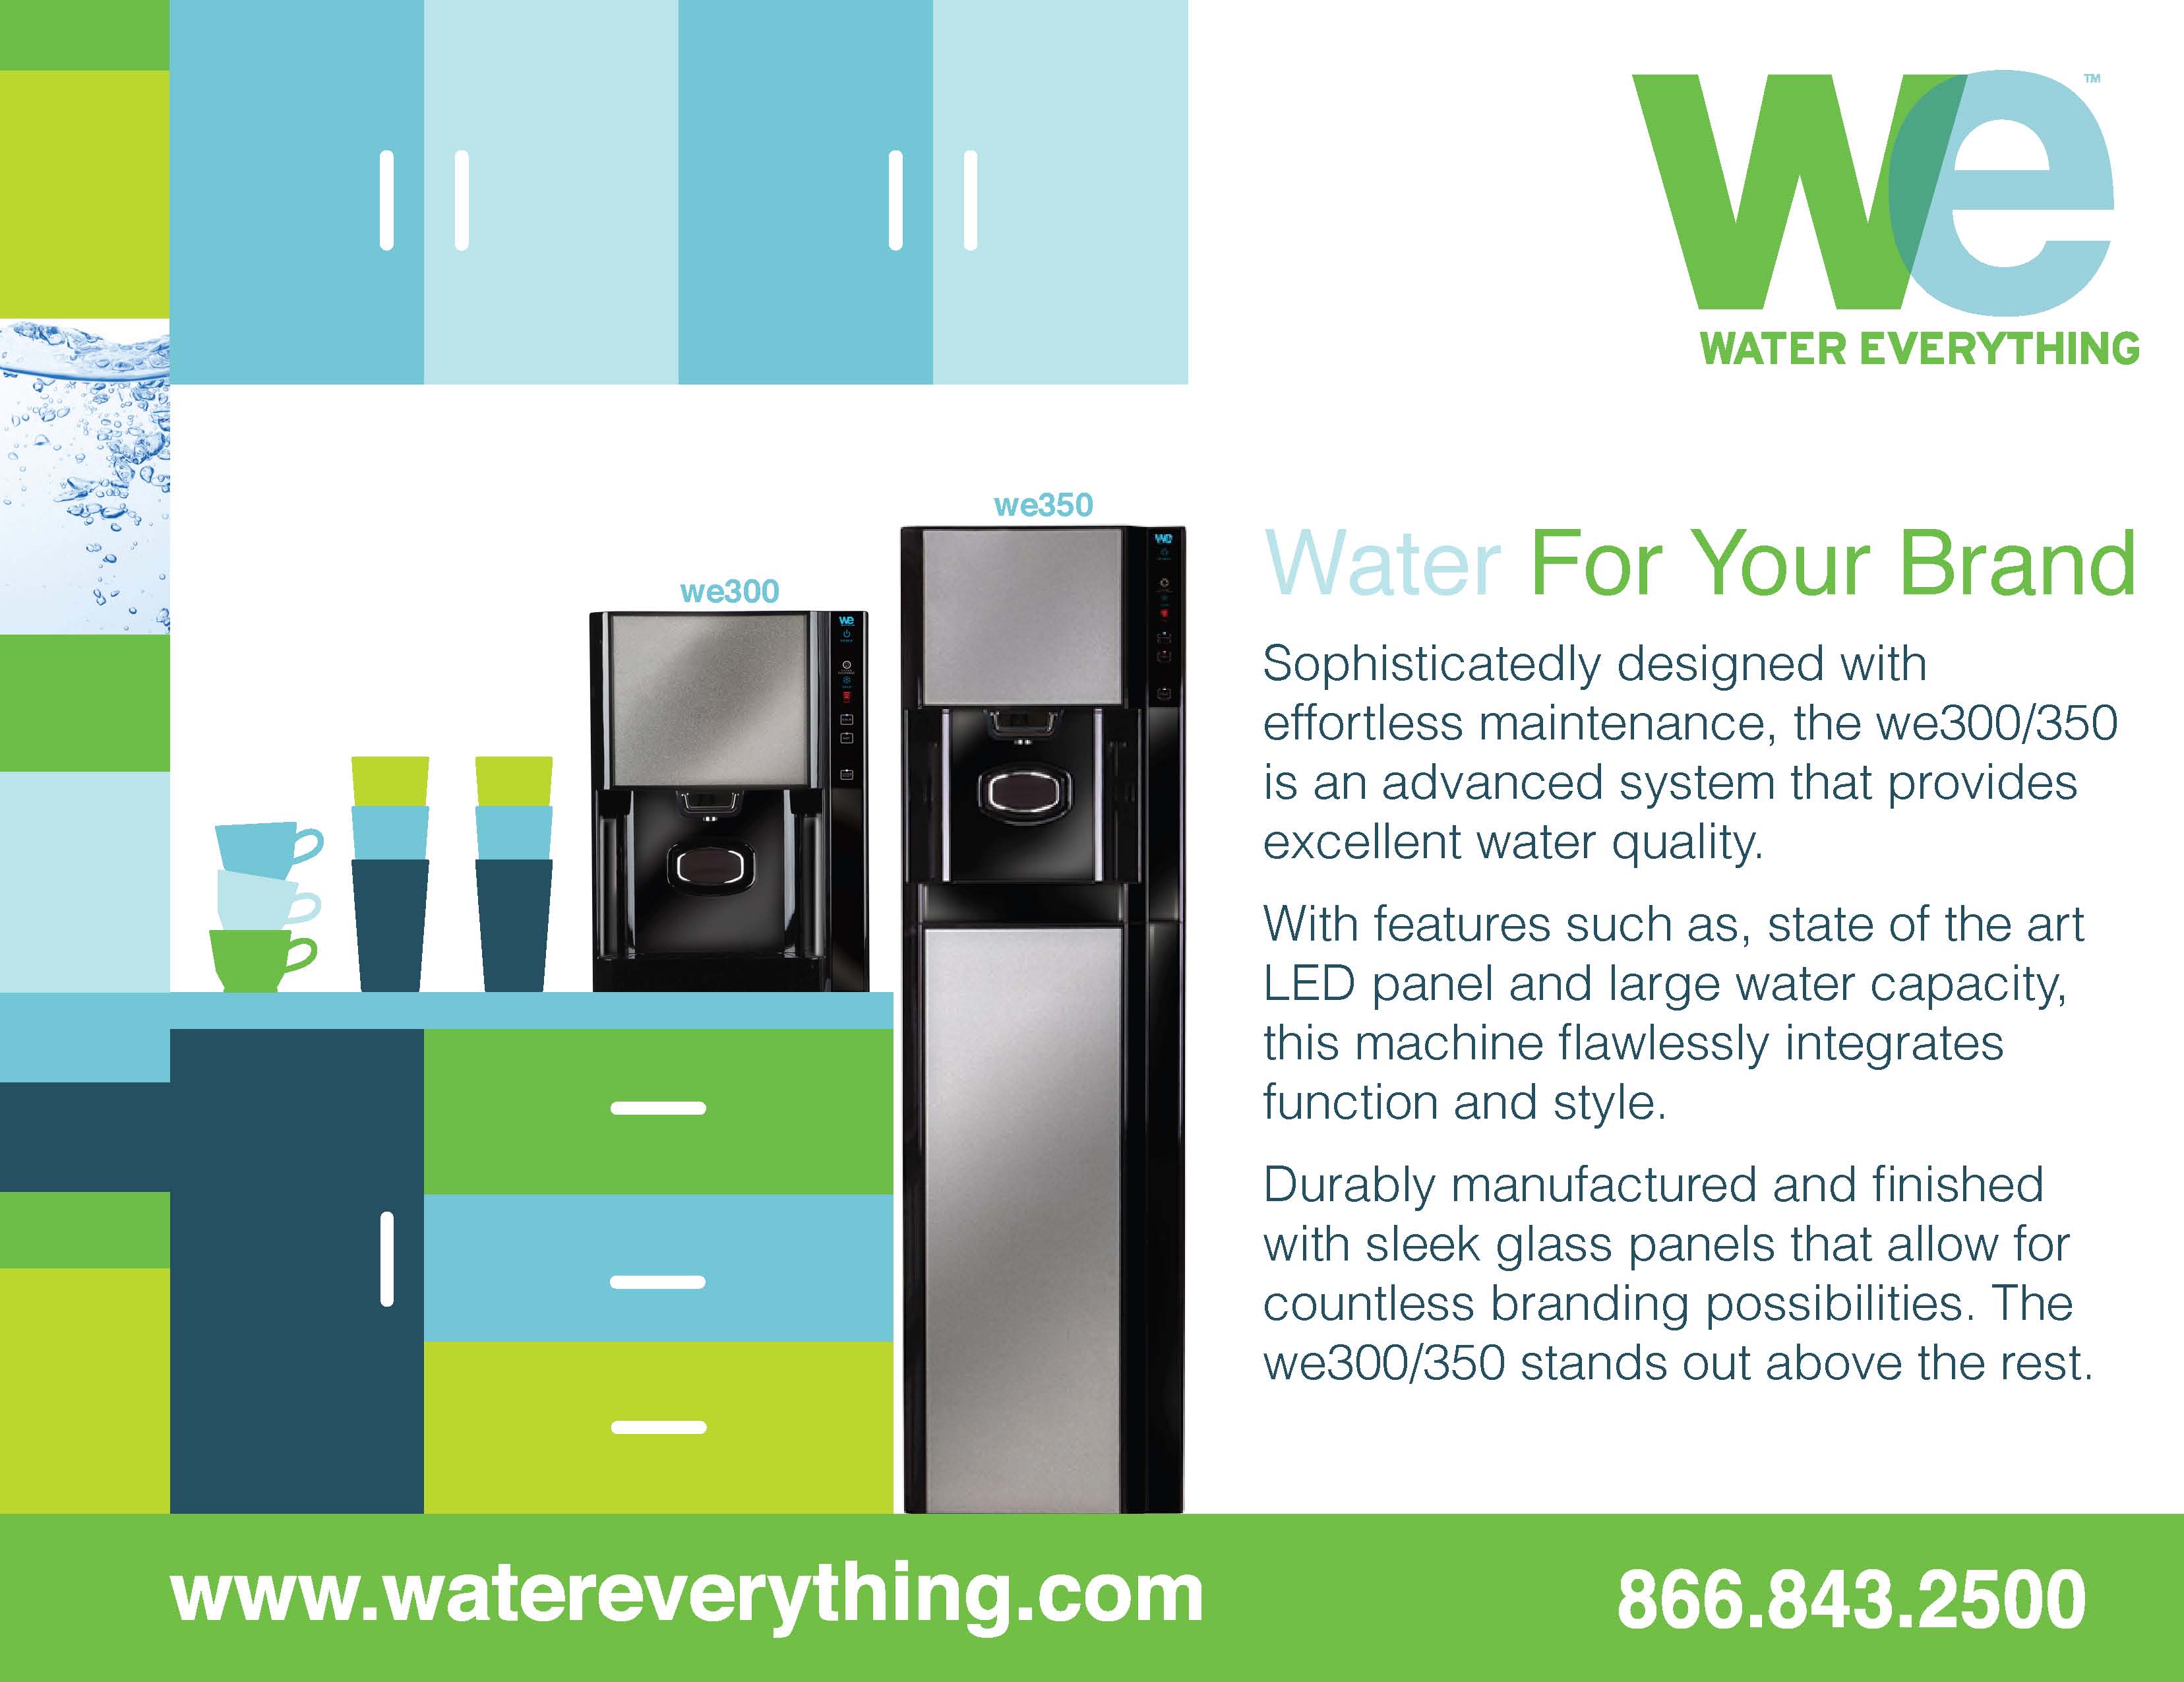 we™
WATER EVERYTHING
we350
we300
we
we
Water For Your Brand
Sophisticatedly designed with
effortless maintenance, the we300/350
is an advanced system that provides
excellent water quality.
With features such as, state of the art
LED panel and large water capacity,
this machine flawlessly integrates
function and style.
Durably manufactured and finished
with sleek glass panels that allow for
countless branding possibilities. The
we300/350 stands out above the rest.
www.watereverything.com
866.843.2500